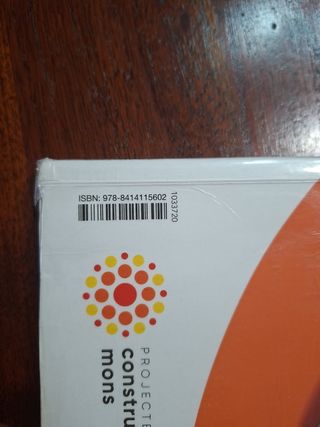 ISBN: 978-8414115602
1033720
PROJECTE
constru
mons